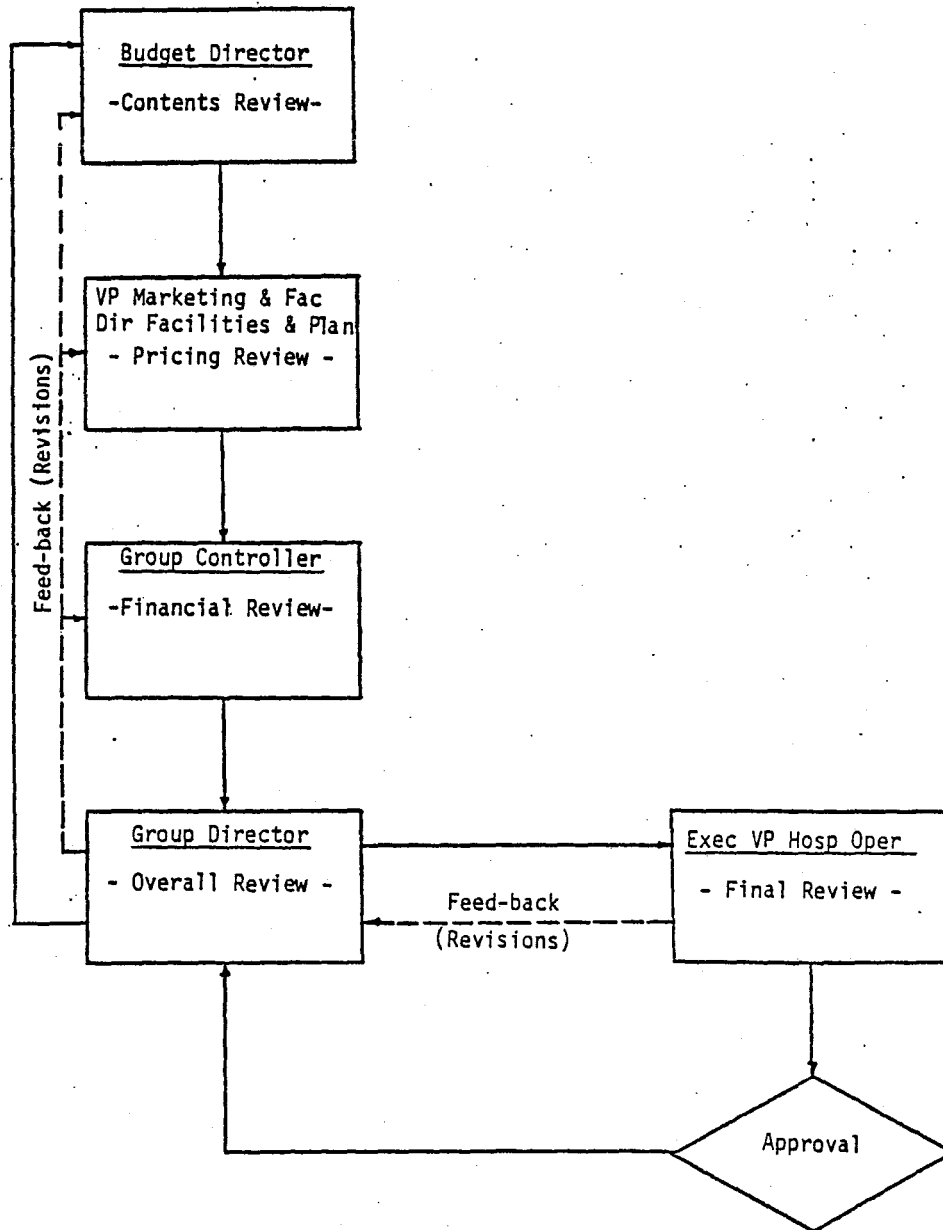 Budget Director
-Contents Review-
VP Marketing & Fac
Dir Facilities & Plan
- Pricing Review -
Feed-back (Revisions)
Group Controller
-Financial Review-
Group Director
- Overall Review -
Exec VP Hosp Oper
- Final Review -
Feed-back
(Revisions)
Approval